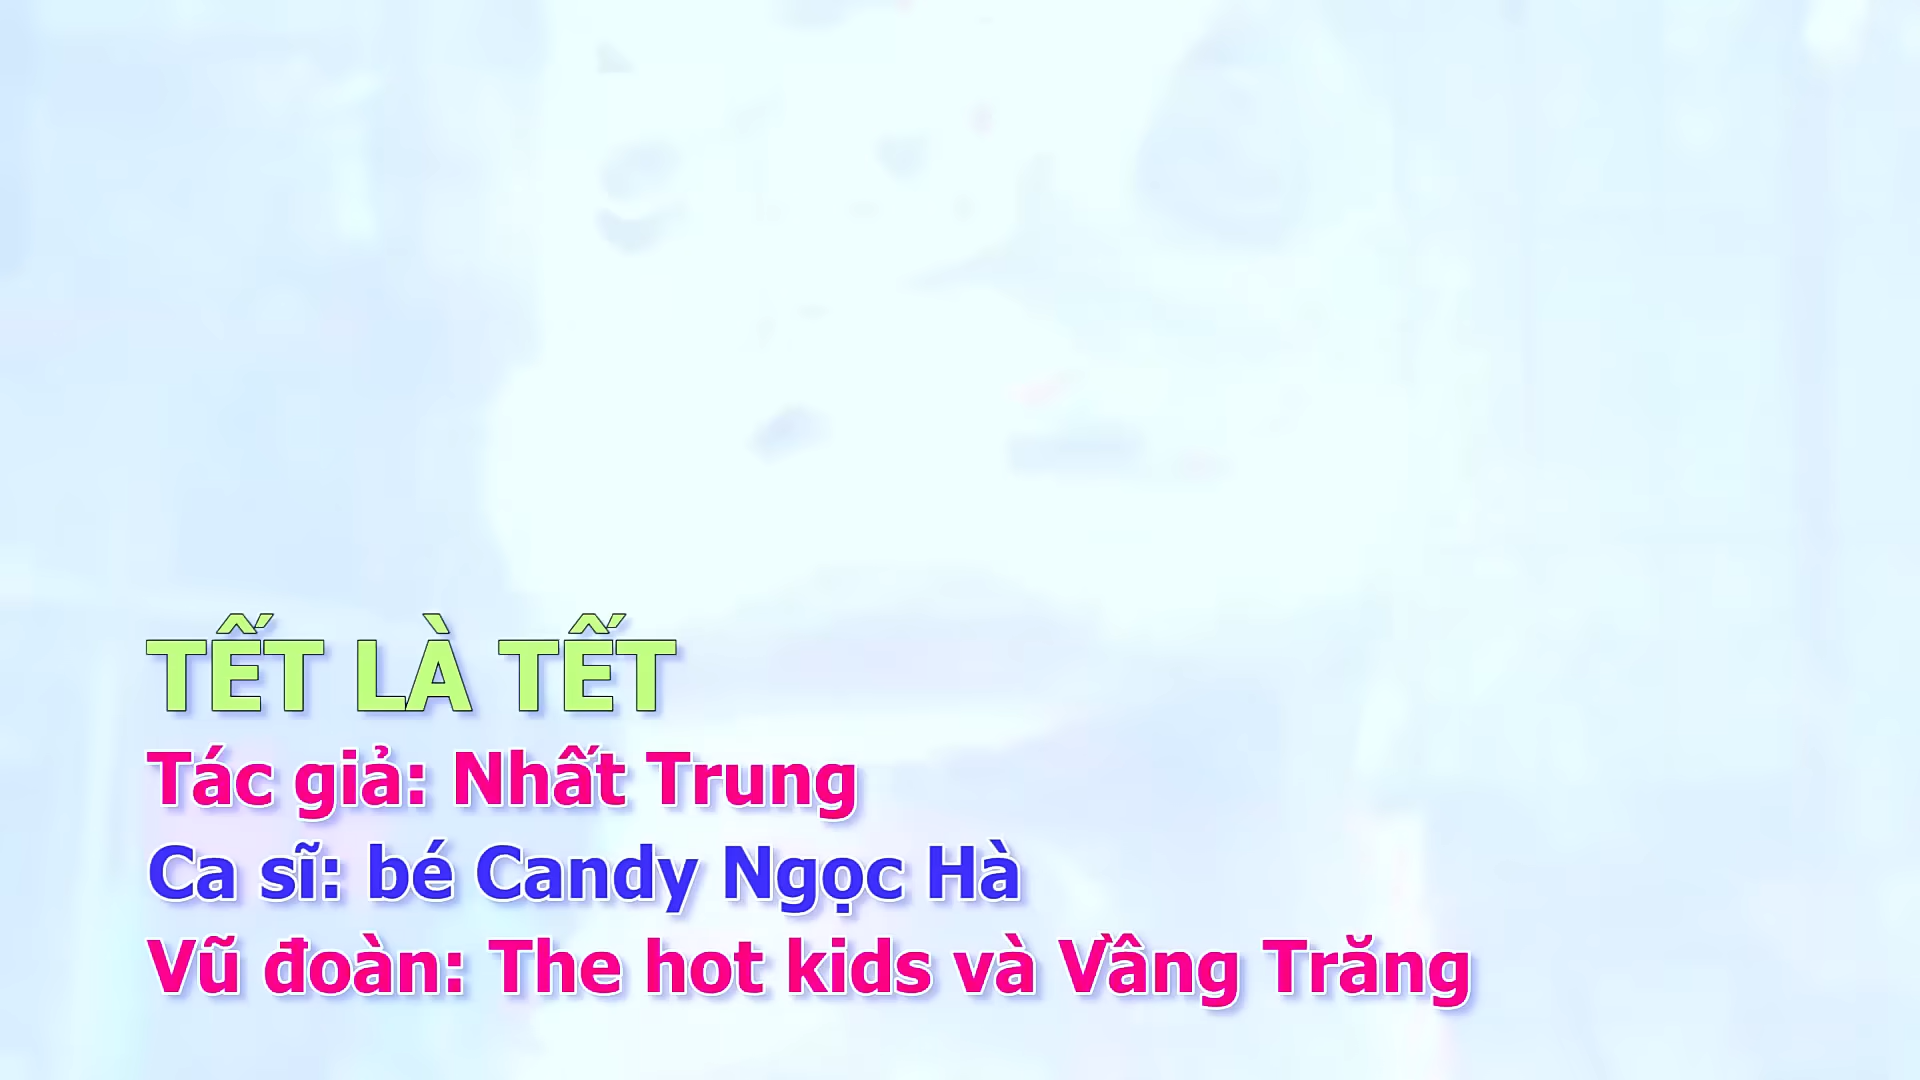 TẾT LÀ TẾT
Tác giả: Nhất Trung
Ca sĩ: bé Candy Ngọc Hà
Vũ đoàn: The hot kids và Vầng Trăng